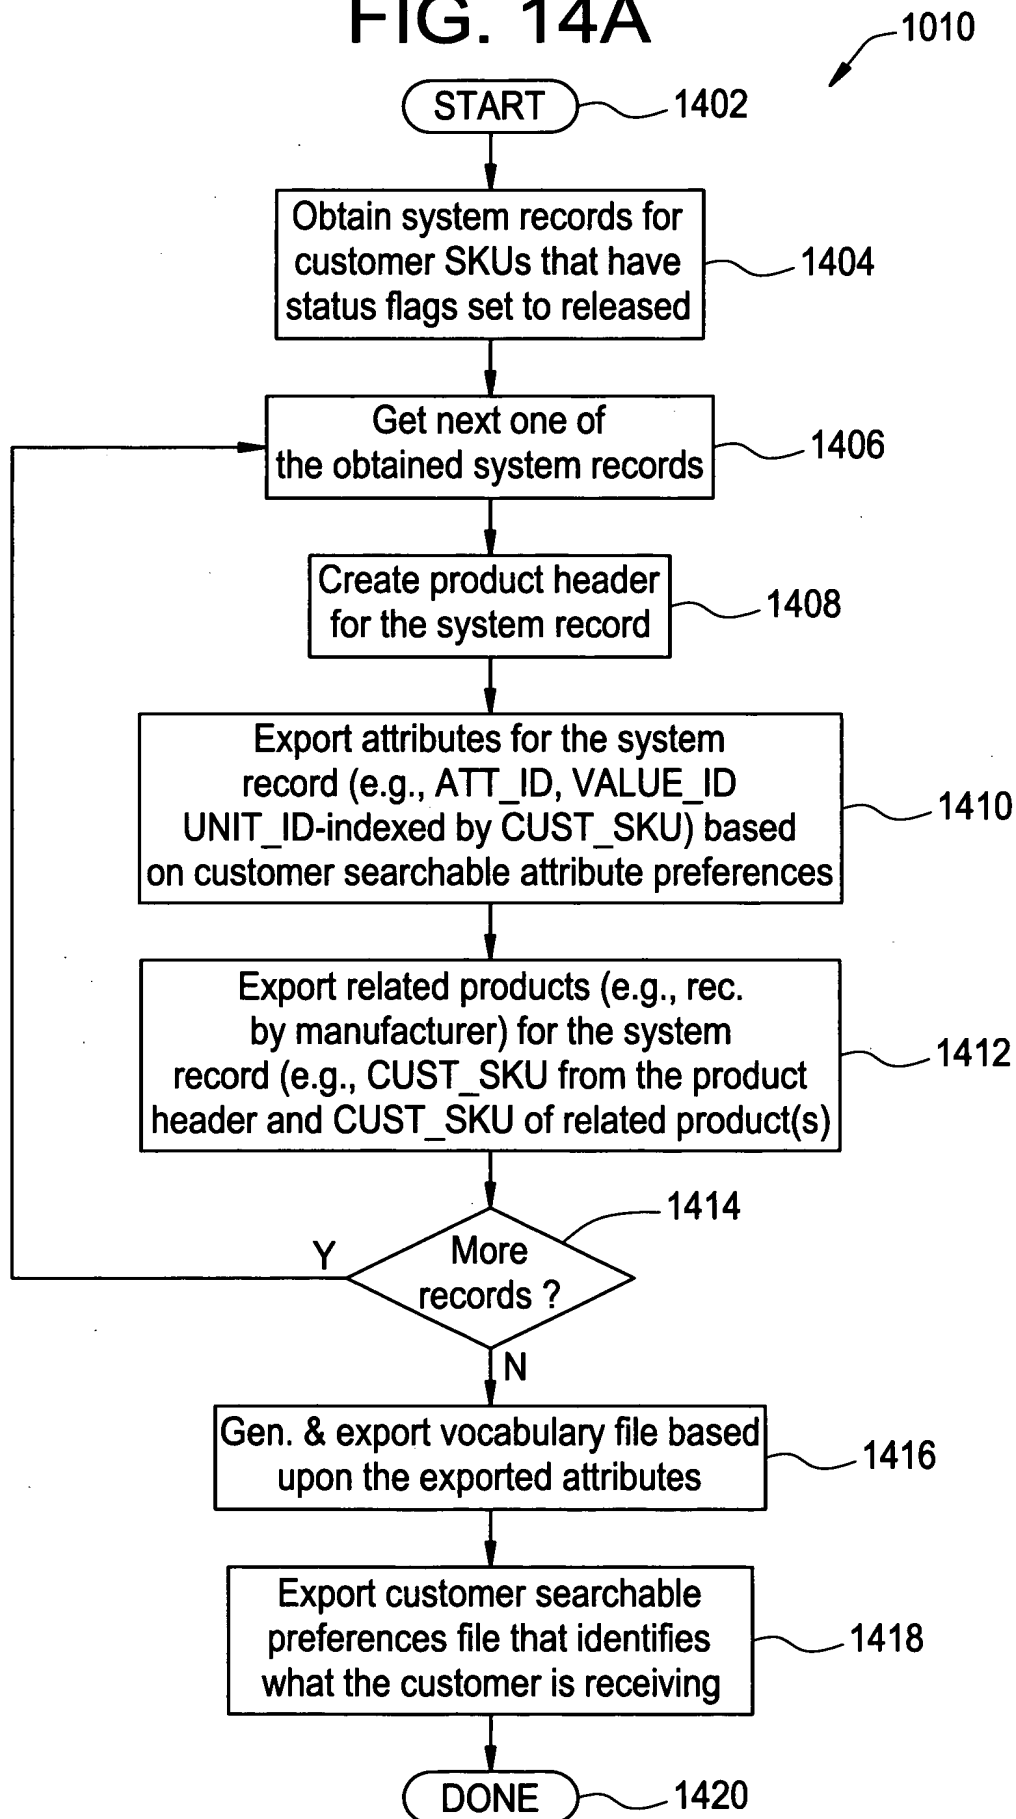 FIG. 14A
1010
START
1402
Obtain system records for
customer SKUs that have
status flags set to released
1404
Get next one of
the obtained system records
1406
Create product header
for the system record
1408
Export attributes for the system
record (e.g., ATT_ID, VALUE_ID
UNIT_ID-indexed by CUST_SKU) based
on customer searchable attribute preferences
1410
Export related products (e.g., rec.
by manufacturer) for the system
record (e.g., CUST_SKU from the product
header and CUST_SKU of related product(s)
1412
More
records ?
1414
Y
N
Gen. & export vocabulary file based
upon the exported attributes
1416
Export customer searchable
preferences file that identifies
what the customer is receiving
1418
DONE
1420